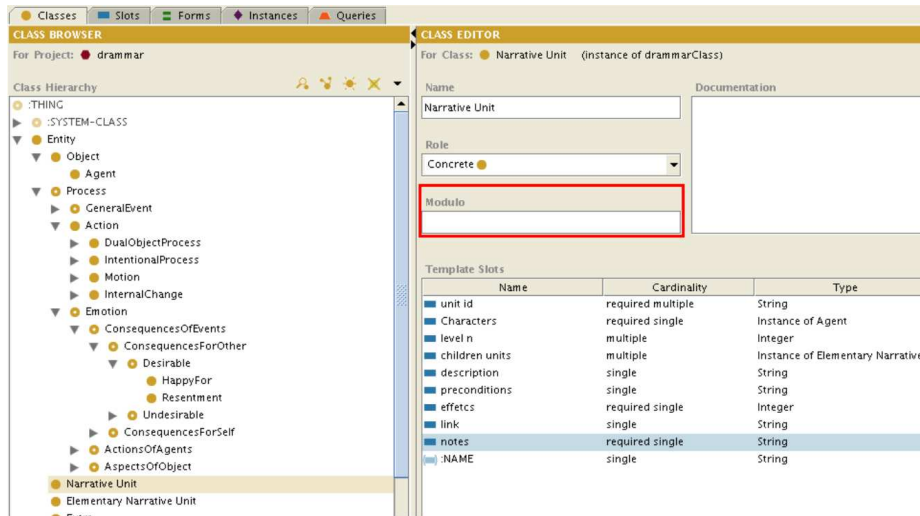 Classes Slots Forms Instances Queries
CLASS BROWSER
For Project: drammar
Class Hierarchy
:THING
:SYSTEM-CLASS
Entity
Object
Agent
Process
GeneralEvent
Action
DualObjectProcess
IntentionalProcess
Motion
InternalChange
Emotion
ConsequencesOfEvents
ConsequencesForOther
Desirable
HappyFor
Resentment
Undesirable
ConsequencesForSelf
ActionsOfAgents
AspectsOfObject
Narrative Unit
Elementary Narrative Unit
CLASS EDITOR
For Class: Narrative Unit (instance of drammarClass)
Name
Narrative Unit
Documentation
Role
Concrete
Modulo
Template Slots
Name Cardinality Type
unit id required multiple String
Characters required single Instance of Agent
level n multiple Integer
children units multiple Instance of Elementary Narrative
description single String
preconditions single String
effetcs required single Integer
link single String
notes required single String
:NAME single String